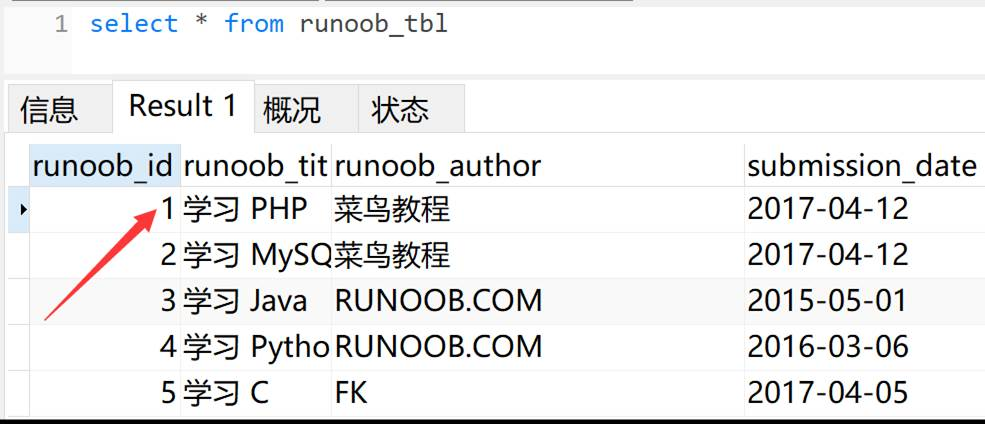 1 select * from runoob_tbl
信息 Result 1 概况 状态
runoob_id runoob_tit runoob_author submission_date
1 学习 PHP 菜鸟教程 2017-04-12
2 学习 MySQ 菜鸟教程 2017-04-12
3 学习 Java RUNOOB.COM 2015-05-01
4 学习 Pytho RUNOOB.COM 2016-03-06
5 学习 C FK 2017-04-05